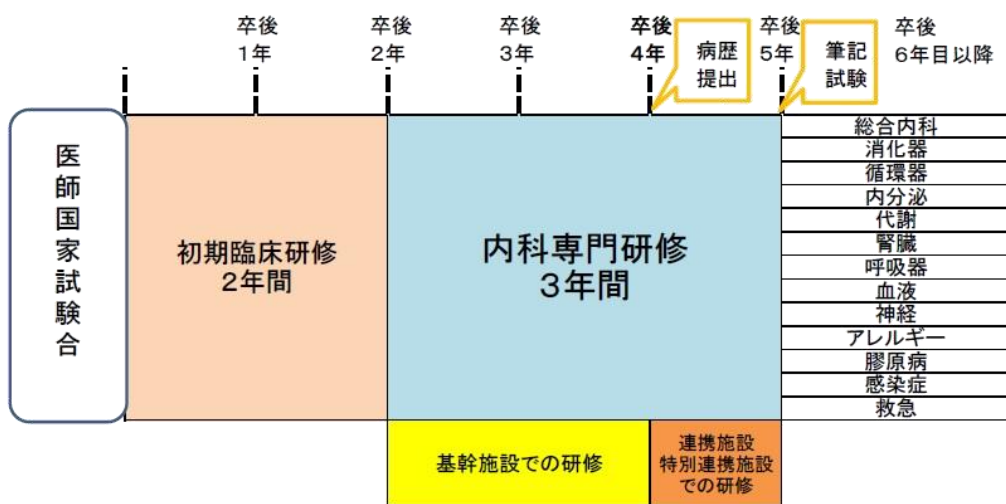 卒後
1年
卒後
2年
卒後
3年
卒後
4年
病歴
提出
卒後
5年
筆記
試験
卒後
6年目以降
医師国家試験合
初期臨床研修
2年間
内科専門研修
3年間
総合内科
消化器
循環器
内分泌
代謝
腎臓
呼吸器
血液
神経
アレルギー
膠原病
感染症
救急
基幹施設での研修
連携施設
特別連携施設
での研修